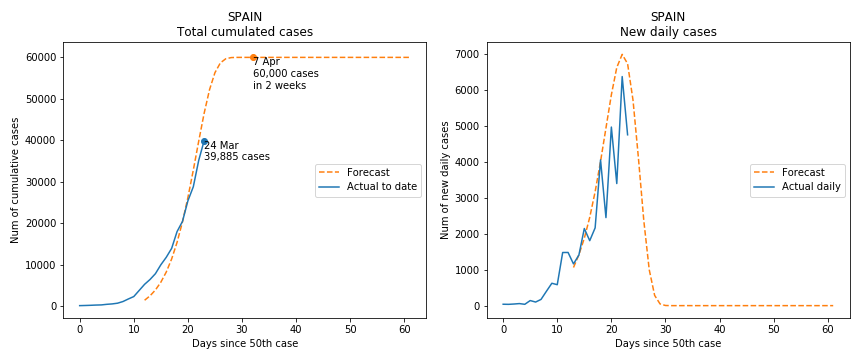 SPAIN
Total cumulated cases
Num of cumulative cases
60000
50000
40000
30000
20000
10000
0
7 Apr
60,000 cases
in 2 weeks
24 Mar
39,885 cases
Forecast
Actual to date
0 10 20 30 40 50 60
Days since 50th case
SPAIN
New daily cases
Num of new daily cases
7000
6000
5000
4000
3000
2000
1000
0
Forecast
Actual daily
0 10 20 30 40 50 60
Days since 50th case